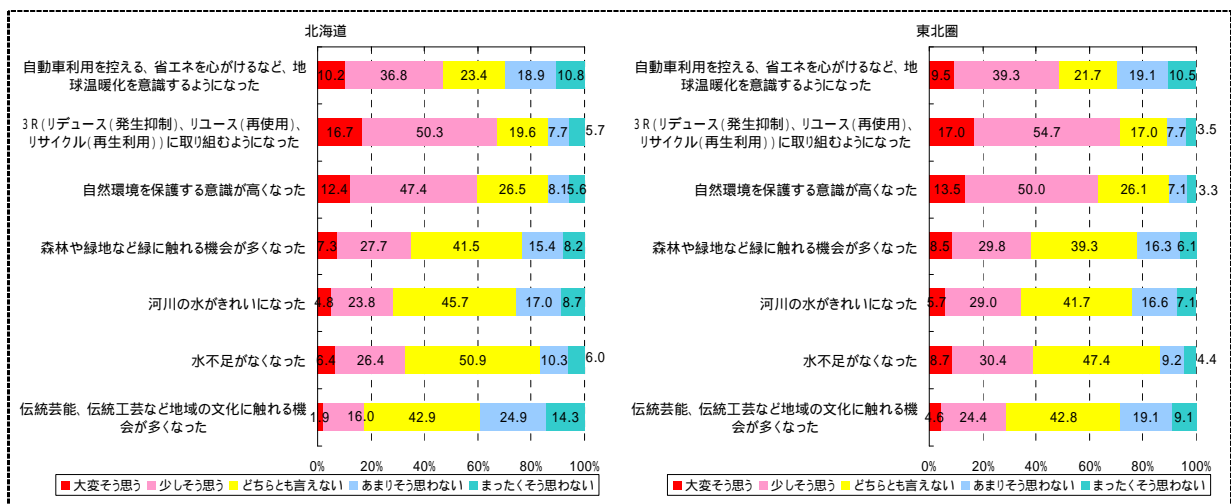 北海道
自動車利用を控える、省エネを心がけるなど、地
球温暖化を意識するようになった
10.2 36.8 23.4 18.9 10.8
3R(リデュース(発生抑制)、リユース(再使用)、
リサイクル(再生利用))に取り組むようになった
16.7 50.3 19.6 7.7 5.7
自然環境を保護する意識が高くなった
12.4 47.4 26.5 8.1 5.6
森林や緑地など緑に触れる機会が多くなった
7.3 27.7 41.5 15.4 8.2
河川の水がきれいになった
4.8 23.8 45.7 17.0 8.7
水不足がなくなった
6.4 26.4 50.9 10.3 6.0
伝統芸能、伝統工芸など地域の文化に触れる機
会が多くなった
1.9 16.0 42.9 24.9 14.3
0% 20% 40% 60% 80% 100%
大変そう思う 少しそう思う どちらとも言えない あまりそう思わない まったくそう思わない
東北圏
自動車利用を控える、省エネを心がけるなど、地
球温暖化を意識するようになった
9.5 39.3 21.7 19.1 10.5
3R(リデュース(発生抑制)、リユース(再使用)、
リサイクル(再生利用))に取り組むようになった
17.0 54.7 17.0 7.7 3.5
自然環境を保護する意識が高くなった
13.5 50.0 26.1 7.1 3.3
森林や緑地など緑に触れる機会が多くなった
8.5 29.8 39.3 16.3 6.1
河川の水がきれいになった
5.7 29.0 41.7 16.6 7.1
水不足がなくなった
8.7 30.4 47.4 9.2 4.4
伝統芸能、伝統工芸など地域の文化に触れる機
会が多くなった
4.6 24.4 42.8 19.1 9.1
0% 20% 40% 60% 80% 100%
大変そう思う 少しそう思う どちらとも言えない あまりそう思わない まったくそう思わない